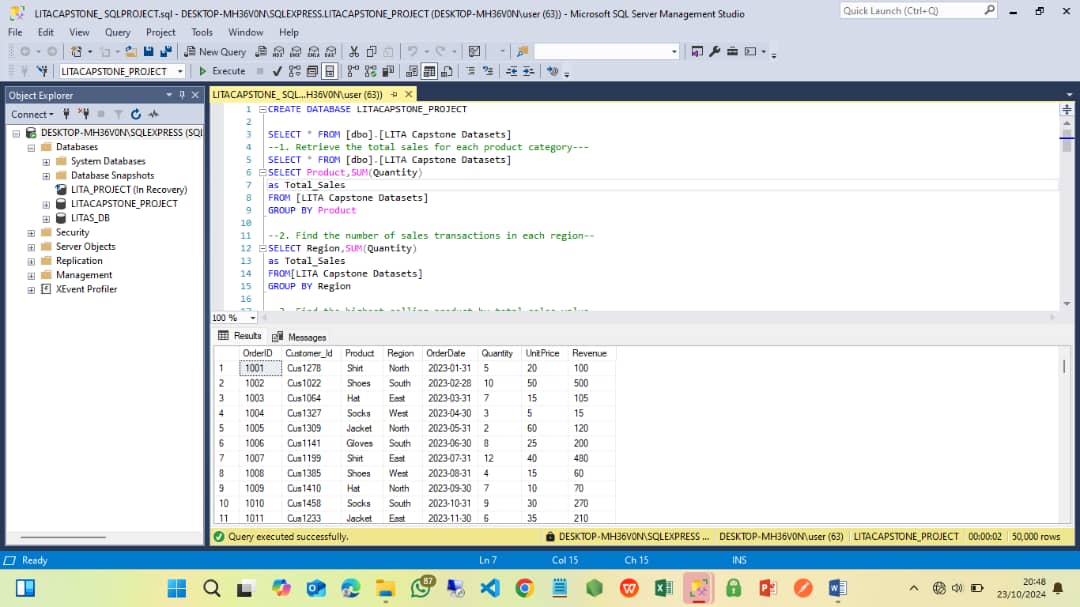 LITACAPSTONE_ SQLPROJECT.sql - DESKTOP-MH36V0N\SQLEXPRESS.LITACAPSTONE_PROJECT (DESKTOP-MH36V0N\user (63)) - Microsoft SQL Server Management Studio
Quick Launch (Ctrl+Q)
File Edit View Query Project Tools Window Help
New Query
LITACAPSTONE_PROJECT Execute
Object Explorer
Connect
DESKTOP-MH36V0N\SQLEXPRESS (SQL
Databases
System Databases
Database Snapshots
LITA_PROJECT (In Recovery)
LITACAPSTONE_PROJECT
LITAS_DB
Security
Server Objects
Replication
Management
XEvent Profiler
LITACAPSTONE_ SQL...H36V0N\user (63))
1 CREATE DATABASE LITACAPSTONE_PROJECT
2
3 SELECT * FROM [dbo].[LITA Capstone Datasets]
4 --1. Retrieve the total sales for each product category---
5 SELECT * FROM [dbo].[LITA Capstone Datasets]
6 SELECT Product,SUM(Quantity)
7 as Total_Sales
8 FROM [LITA Capstone Datasets]
9 GROUP BY Product
10
11 --2. Find the number of sales transactions in each region--
12 SELECT Region,SUM(Quantity)
13 as Total_Sales
14 FROM[LITA Capstone Datasets]
15 GROUP BY Region
16
100 %
Results Messages
OrderID Customer_Id Product Region OrderDate Quantity UnitPrice Revenue
1 1001 Cus1278 Shirt North 2023-01-31 5 20 100
2 1002 Cus1022 Shoes South 2023-02-28 10 50 500
3 1003 Cus1064 Hat East 2023-03-31 7 15 105
4 1004 Cus1327 Socks West 2023-04-30 3 5 15
5 1005 Cus1309 Jacket North 2023-05-31 2 60 120
6 1006 Cus1141 Gloves South 2023-06-30 8 25 200
7 1007 Cus1199 Shirt East 2023-07-31 12 40 480
8 1008 Cus1385 Shoes West 2023-08-31 4 15 60
9 1009 Cus1410 Hat North 2023-09-30 7 10 70
10 1010 Cus1458 Socks South 2023-10-31 9 30 270
11 1011 Cus1233 Jacket East 2023-11-30 6 35 210
Query executed successfully. DESKTOP-MH36V0N\SQLEXPRESS ... DESKTOP-MH36V0N\user (63) LITACAPSTONE_PROJECT 00:00:02 50,000 rows
Ready Ln 7 Col 15 Ch 15 INS
87
20:48
23/10/2024